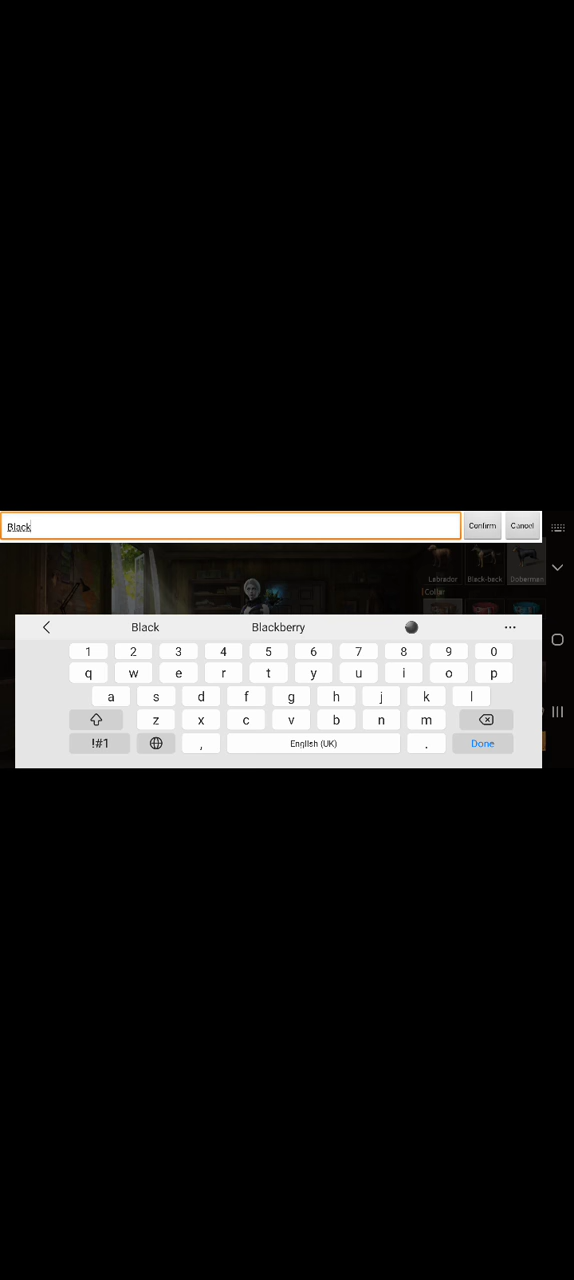 Black
Confirm
Cancel
Labrador
Black-back
Doberman
Collar
Black
Blackberry
...
1 2 3 4 5 6 7 8 9 0
q w e r t y u i o p
a s d f g h j k l
z x c v b n m
!#1 , English (UK) . Done